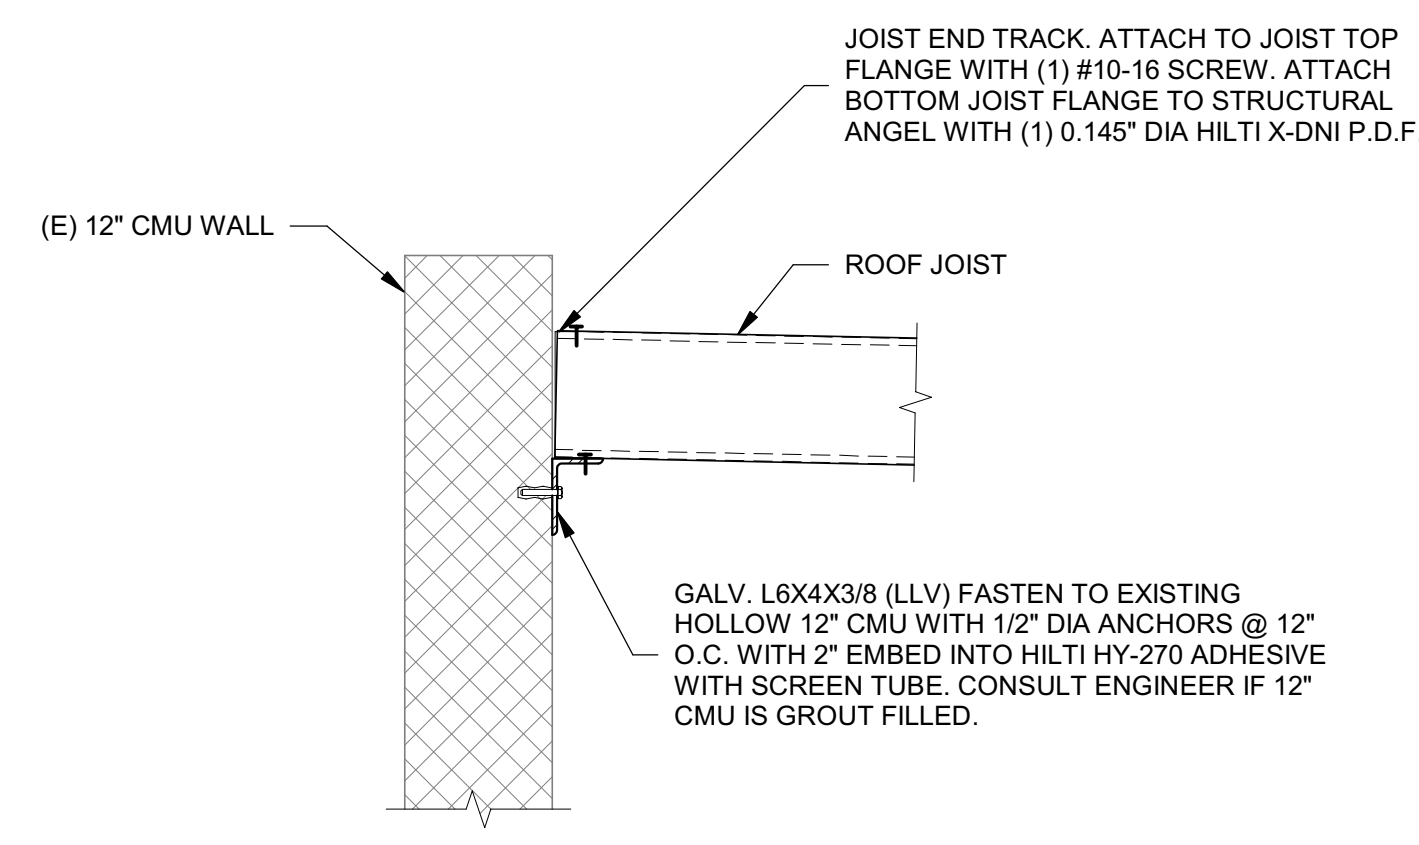 JOIST END TRACK. ATTACH TO JOIST TOP
FLANGE WITH (1) #10-16 SCREW. ATTACH
BOTTOM JOIST FLANGE TO STRUCTURAL
ANGEL WITH (1) 0.145" DIA HILTI X-DNI P.D.F.
(E) 12" CMU WALL
ROOF JOIST
GALV. L6X4X3/8 (LLV) FASTEN TO EXISTING
HOLLOW 12" CMU WITH 1/2" DIA ANCHORS @ 12"
O.C. WITH 2" EMBED INTO HILTI HY-270 ADHESIVE
WITH SCREEN TUBE. CONSULT ENGINEER IF 12"
CMU IS GROUT FILLED.